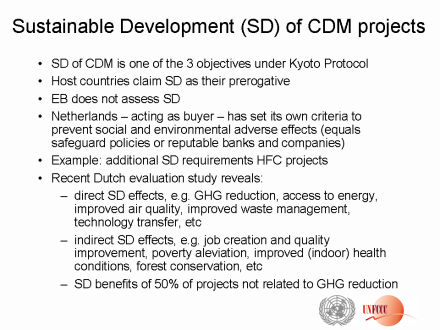 Sustainable Development (SD) of CDM projects
• SD of CDM is one of the 3 objectives under Kyoto Protocol
• Host countries claim SD as their prerogative
• EB does not assess SD
• Netherlands – acting as buyer – has set its own criteria to
prevent social and environmental adverse effects (equals
safeguard policies or reputable banks and companies)
• Example: additional SD requirements HFC projects
• Recent Dutch evaluation study reveals:
– direct SD effects, e.g. GHG reduction, access to energy,
improved air quality, improved waste management,
technology transfer, etc
– indirect SD effects, e.g. job creation and quality
improvement, poverty aleviation, improved (indoor) health
conditions, forest conservation, etc
– SD benefits of 50% of projects not related to GHG reduction
UNFCCC